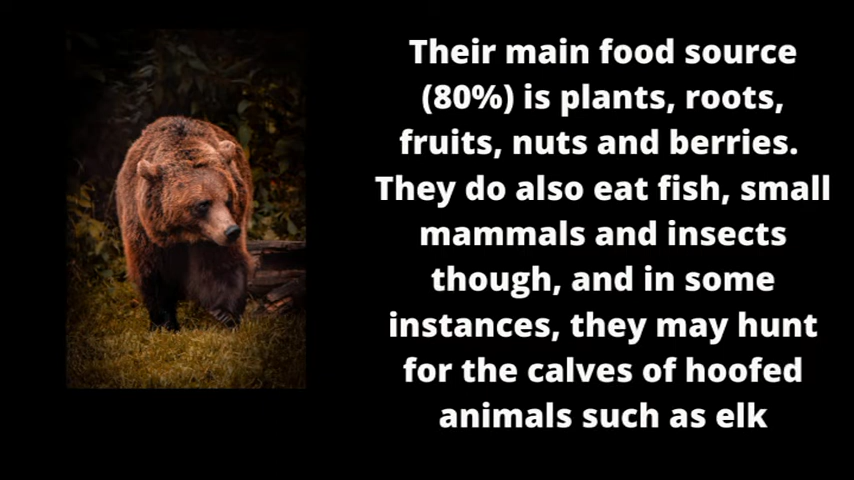 Their main food source
(80%) is plants, roots,
fruits, nuts and berries.
They do also eat fish, small
mammals and insects
though, and in some
instances, they may hunt
for the calves of hoofed
animals such as elk